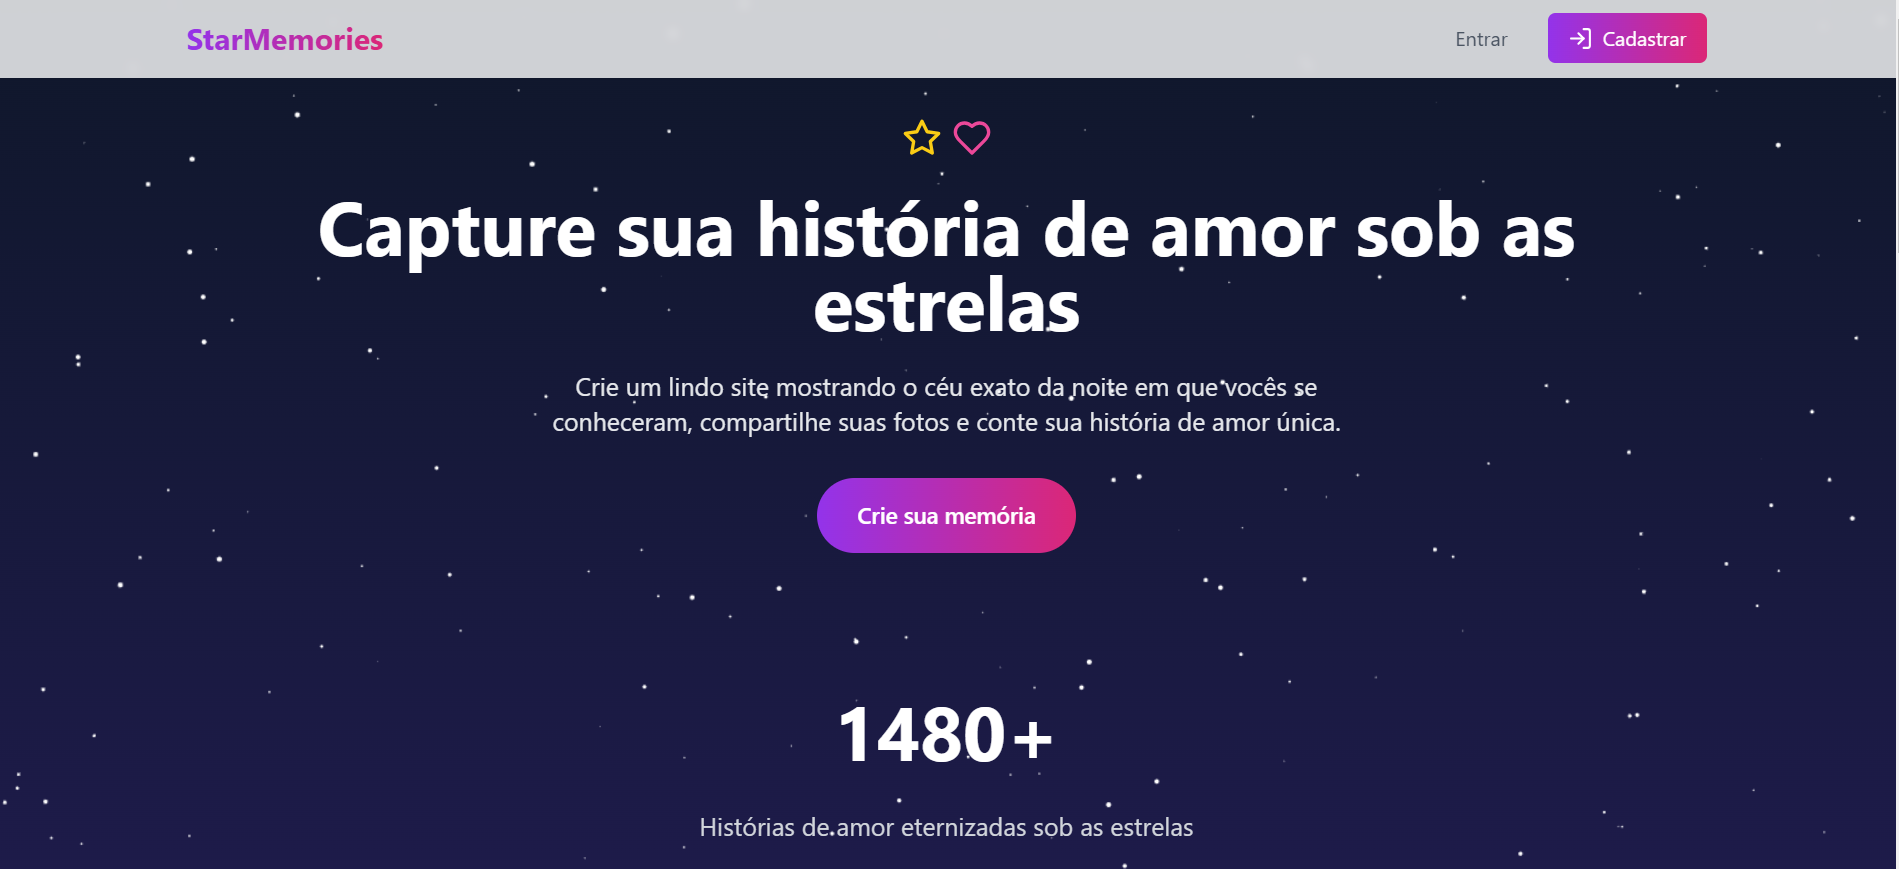 StarMemories
Entrar
Cadastrar
Capture sua história de amor sob as
estrelas
Crie um lindo site mostrando o céu exato da noite em que vocês se
conheceram, compartilhe suas fotos e conte sua história de amor única.
Crie sua memória
1480+
Histórias de amor eternizadas sob as estrelas